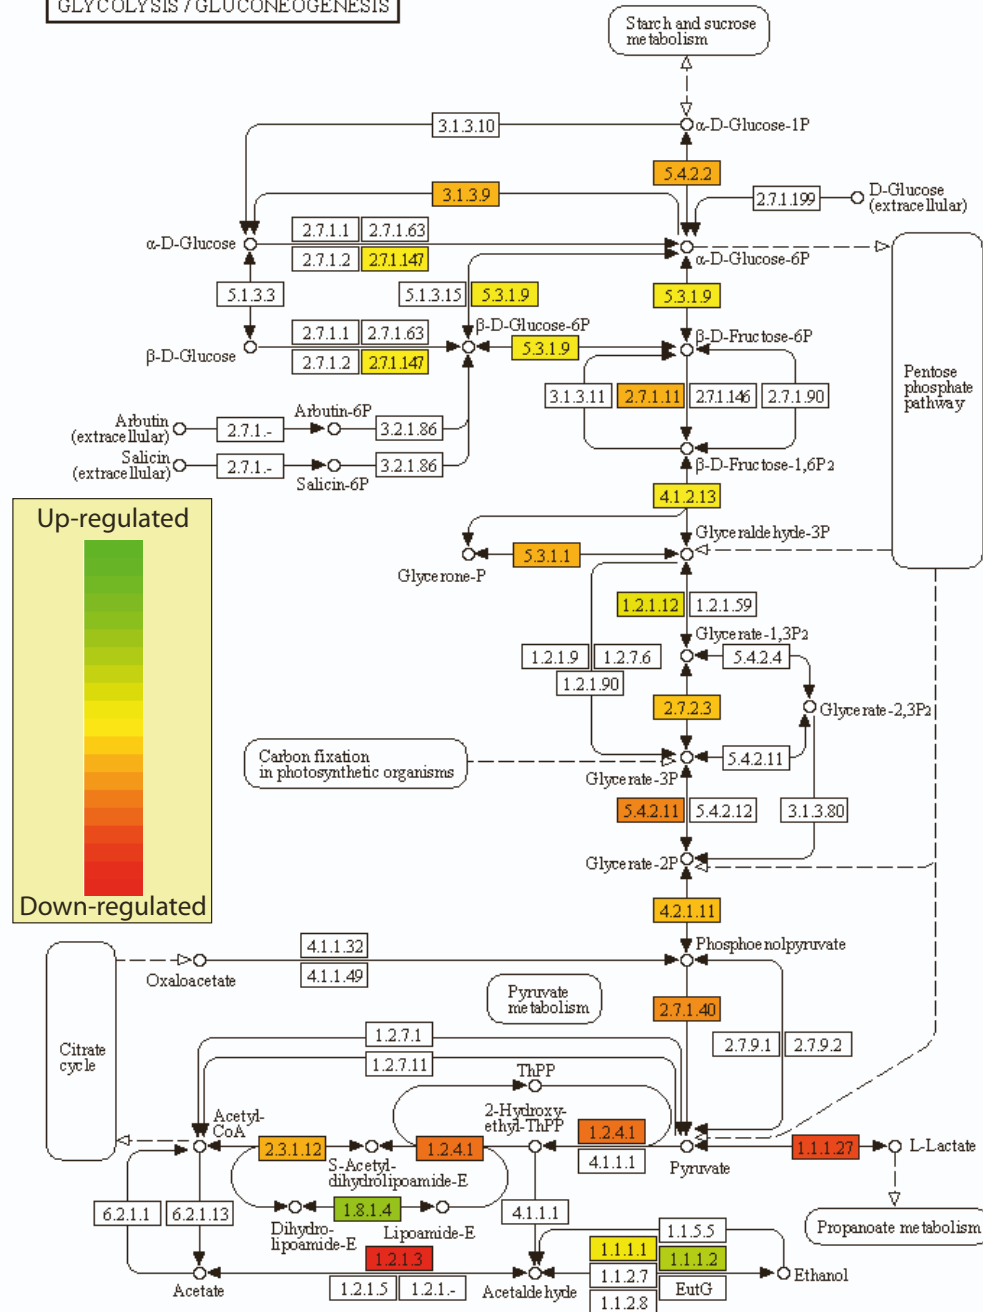 GLYCOLYSIS / GLUCONEOGENESIS
Starch and sucrose
metabolism
3.1.3.10
α-D-Glucose-1P
5.4.2.2
3.1.3.9
2.7.1.199
D-Glucose
(extracellular)
2.7.1.1
2.7.1.63
α-D-Glucose
2.7.1.2
2.7.1.147
α-D-Glucose-6P
5.1.3.3
5.1.3.15
5.3.1.9
5.3.1.9
β-D-Glucose-6P
2.7.1.1
2.7.1.63
β-D-Fructose-6P
β-D-Glucose
2.7.1.2
2.7.1.147
5.3.1.9
Pentose
phosphate
pathway
3.1.3.11
2.7.1.11
2.7.1.146
2.7.1.90
Arbutin
(extracellular)
2.7.1.-
Arbutin-6P
3.2.1.86
Salicin
(extracellular)
2.7.1.-
Salicin-6P
3.2.1.86
β-D-Fructose-1,6P2
4.1.2.13
Up-regulated
Down-regulated
Glyceraldehyde-3P
5.3.1.1
Glycerone-P
1.2.1.12
1.2.1.59
Glycerate-1,3P2
1.2.1.9
1.2.7.6
5.4.2.4
1.2.1.90
2.7.2.3
Glycerate-2,3P2
Carbon fixation
in photosynthetic organisms
5.4.2.11
Glycerate-3P
5.4.2.11
5.4.2.12
3.1.3.80
Glycerate-2P
4.2.1.11
4.1.1.32
Phosphoenolpyruvate
Oxaloacetate
4.1.1.49
Pyruvate
metabolism
2.7.1.40
Citrate
cycle
1.2.7.1
2.7.9.1
2.7.9.2
1.2.7.11
ThPP
Acetyl-
CoA
2-Hydroxy-
ethyl-ThPP
2.3.1.12
1.2.4.1
1.2.4.1
1.1.1.27
L-Lactate
S-Acetyl-
dihydrolipoamide-E
4.1.1.1
Pyruvate
6.2.1.1
6.2.1.13
1.8.1.4
4.1.1.1
Dihydro-
lipoamide-E
Lipoamide-E
Propanoate metabolism
1.1.5.5
1.2.1.3
1.1.1.1
1.1.1.2
Acetate
1.2.1.5
1.2.1.-
Acetaldehyde
1.1.2.7
EutG
Ethanol
1.1.2.8